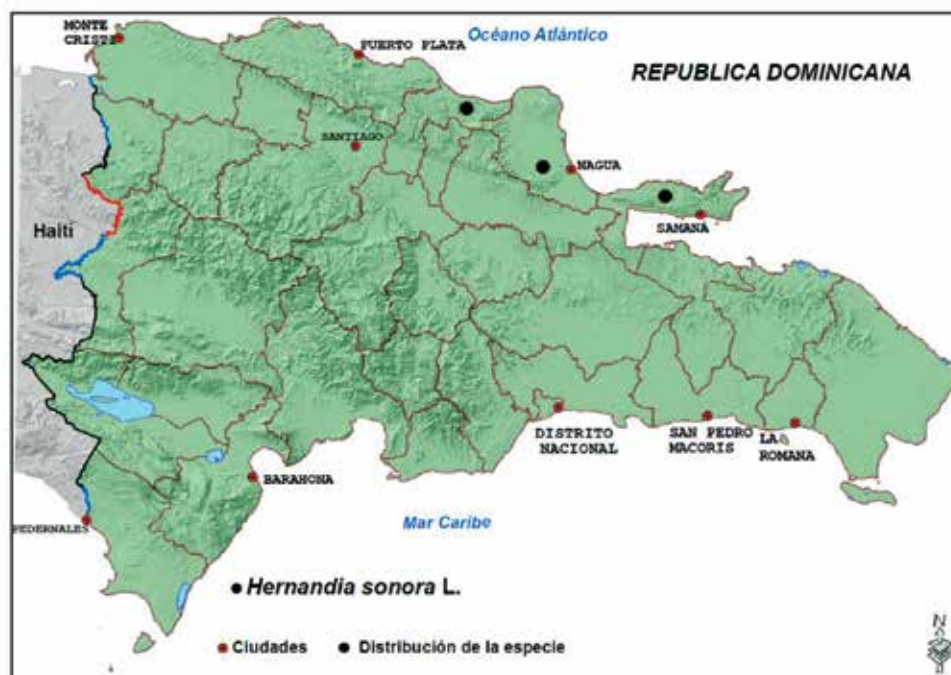 MONTE
CRISTI
PUERTO PLATA
Océano Atlántico
REPUBLICA DOMINICANA
SANTIAGO
NAGUA
SAMANA
Haití
DISTRITO
NACIONAL
SAN PEDRO
MACORIS
LA
ROMANA
BARAHONA
PEDERNALES
Mar Caribe
Hernandia sonora L.
Ciudades
Distribución de la especie
N